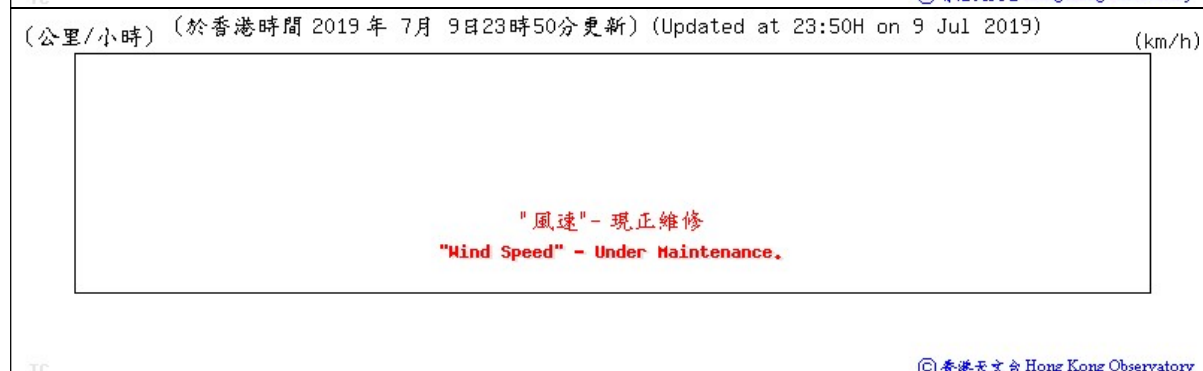 (公里/小時) (於香港時間 2019 年 7月 9日23時50分更新) (Updated at 23:50H on 9 Jul 2019) (km/h)
"風速"- 現正維修
"Wind Speed" - Under Maintenance.
© 香港天文台 Hong Kong Observatory